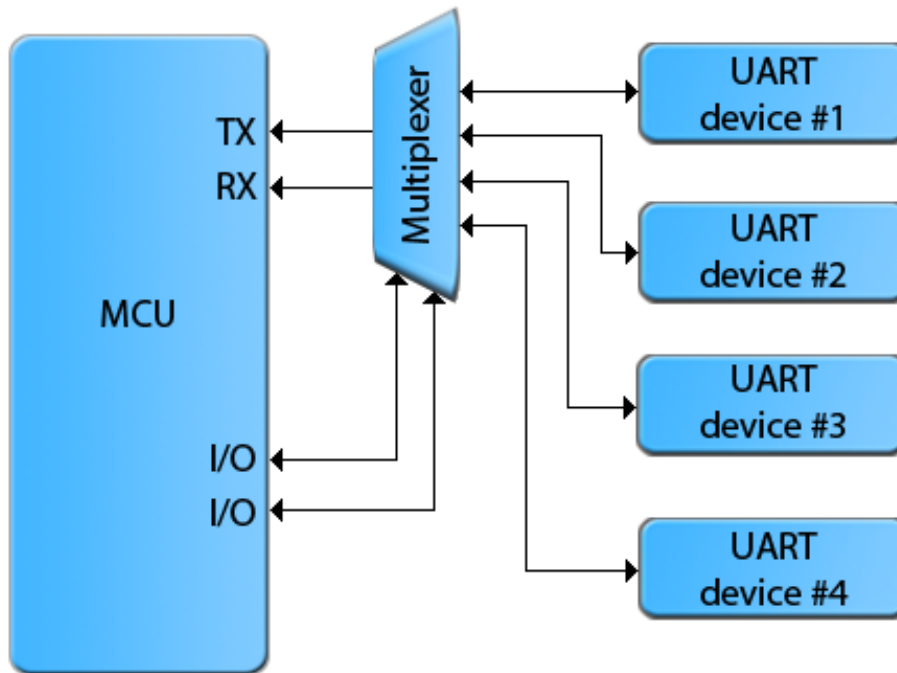 MCU
TX
RX
I/O
I/O
Multiplexer
UART
device #1
UART
device #2
UART
device #3
UART
device #4